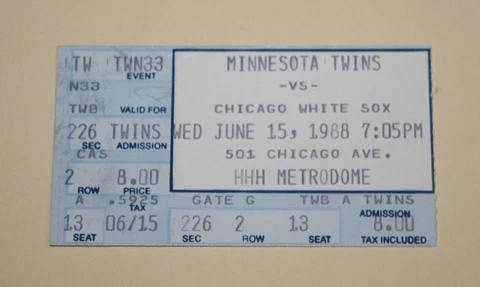 TW TWN33 MINNESOTA TWINS
EVENT
N33 -VS-
TWB VALID FOR CHICAGO WHITE SOX
226 TWINS WED JUNE 15, 1988 7:05PM
SEC ADMISSION
CAS 501 CHICAGO AVE.
2 8.00 HHH METRODOME
ROW PRICE
A .5925 GATE G TWB A TWINS
TAX ADMISSION
13 06/15 226 2 13 8.00
SEAT SEC ROW SEAT TAX INCLUDED